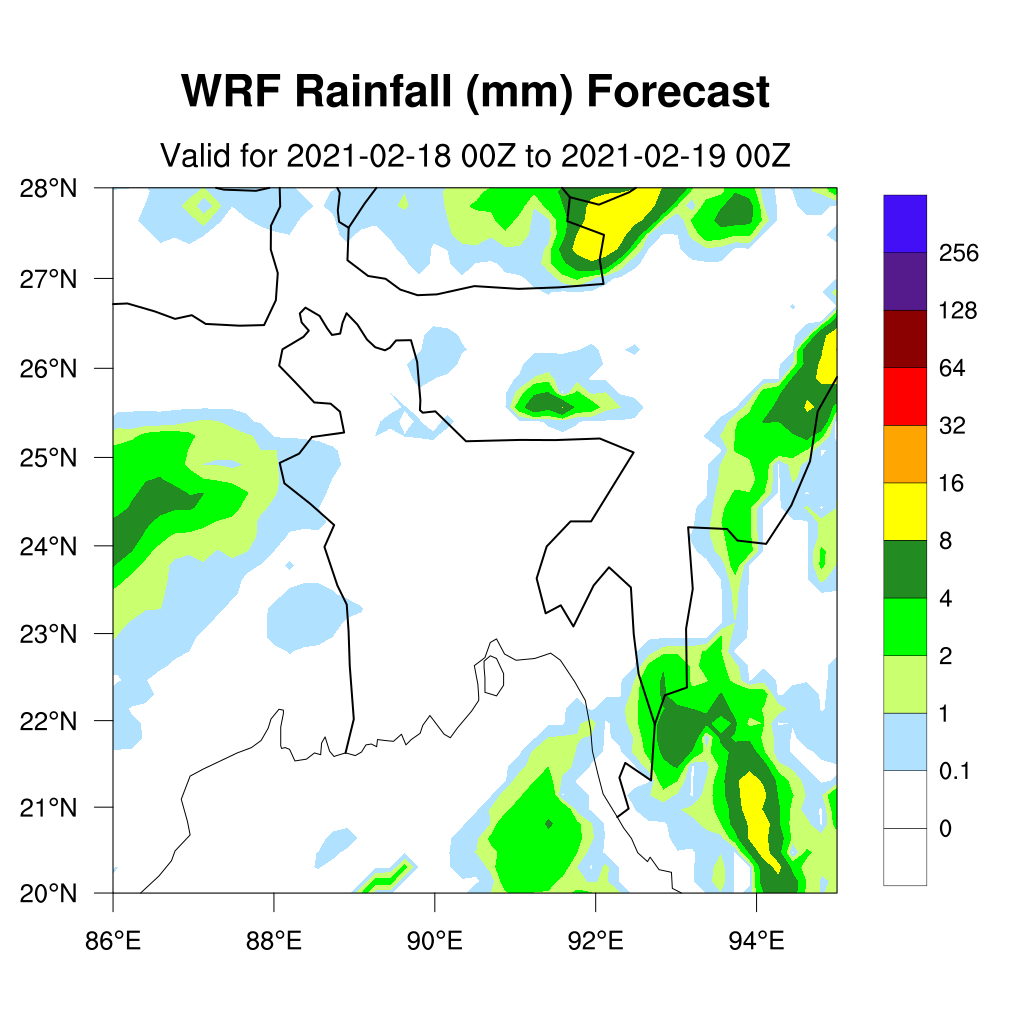 WRF Rainfall (mm) Forecast
Valid for 2021-02-18 00Z to 2021-02-19 00Z
28°N
27°N
26°N
25°N
24°N
23°N
22°N
21°N
20°N
86°E
88°E
90°E
92°E
94°E
256
128
64
32
16
8
4
2
1
0.1
0